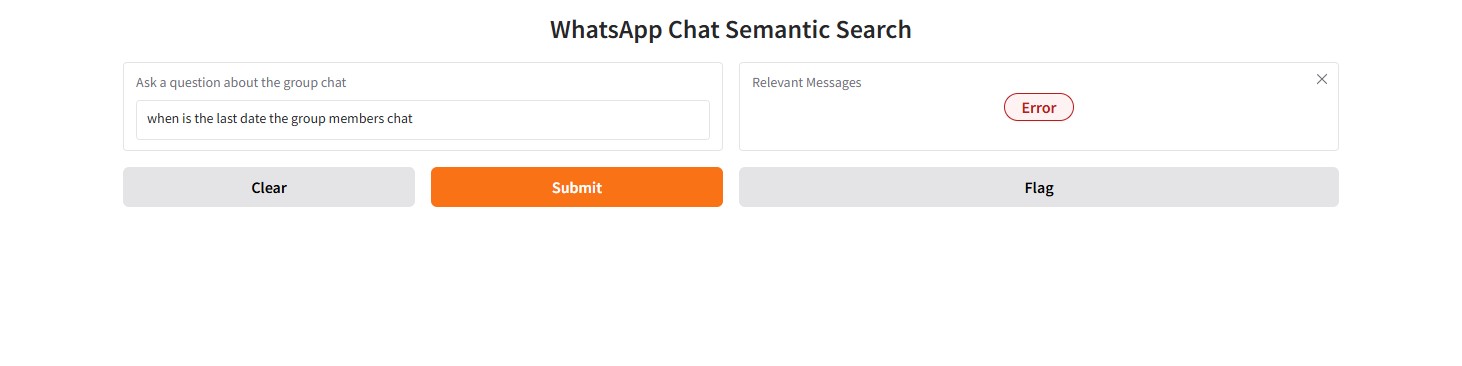 WhatsApp Chat Semantic Search
Ask a question about the group chat
when is the last date the group members chat
Clear
Submit
Relevant Messages
Error
Flag